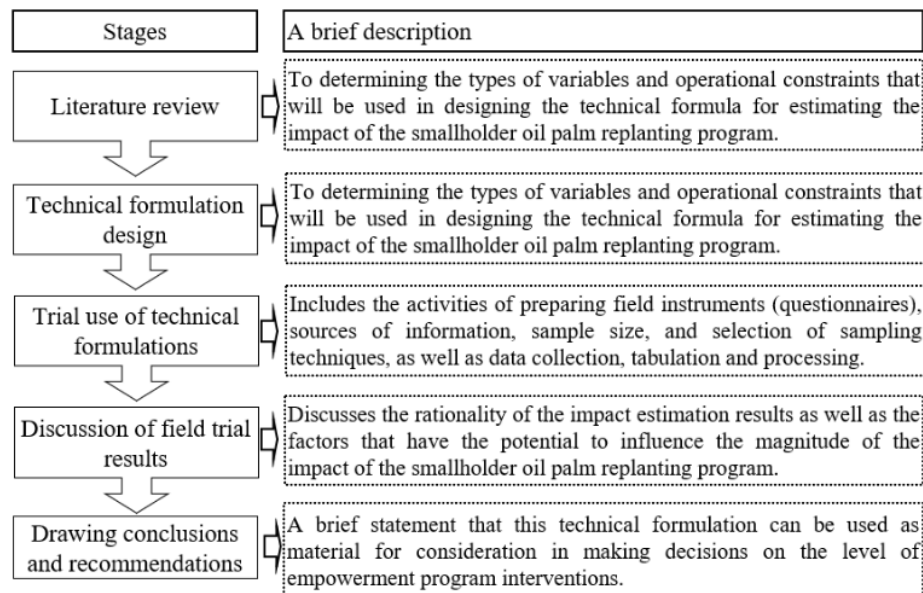 Stages
A brief description
Literature review
To determining the types of variables and operational constraints that
will be used in designing the technical formula for estimating the
impact of the smallholder oil palm replanting program.
Technical formulation
design
To determining the types of variables and operational constraints that
will be used in designing the technical formula for estimating the
impact of the smallholder oil palm replanting program.
Trial use of technical
formulations
Includes the activities of preparing field instruments (questionnaires),
sources of information, sample size, and selection of sampling
techniques, as well as data collection, tabulation and processing.
Discussion of field trial
results
Discusses the rationality of the impact estimation results as well as the
factors that have the potential to influence the magnitude of the
impact of the smallholder oil palm replanting program.
Drawing conclusions
and recommendations
A brief statement that this technical formulation can be used as
material for consideration in making decisions on the level of
empowerment program interventions.